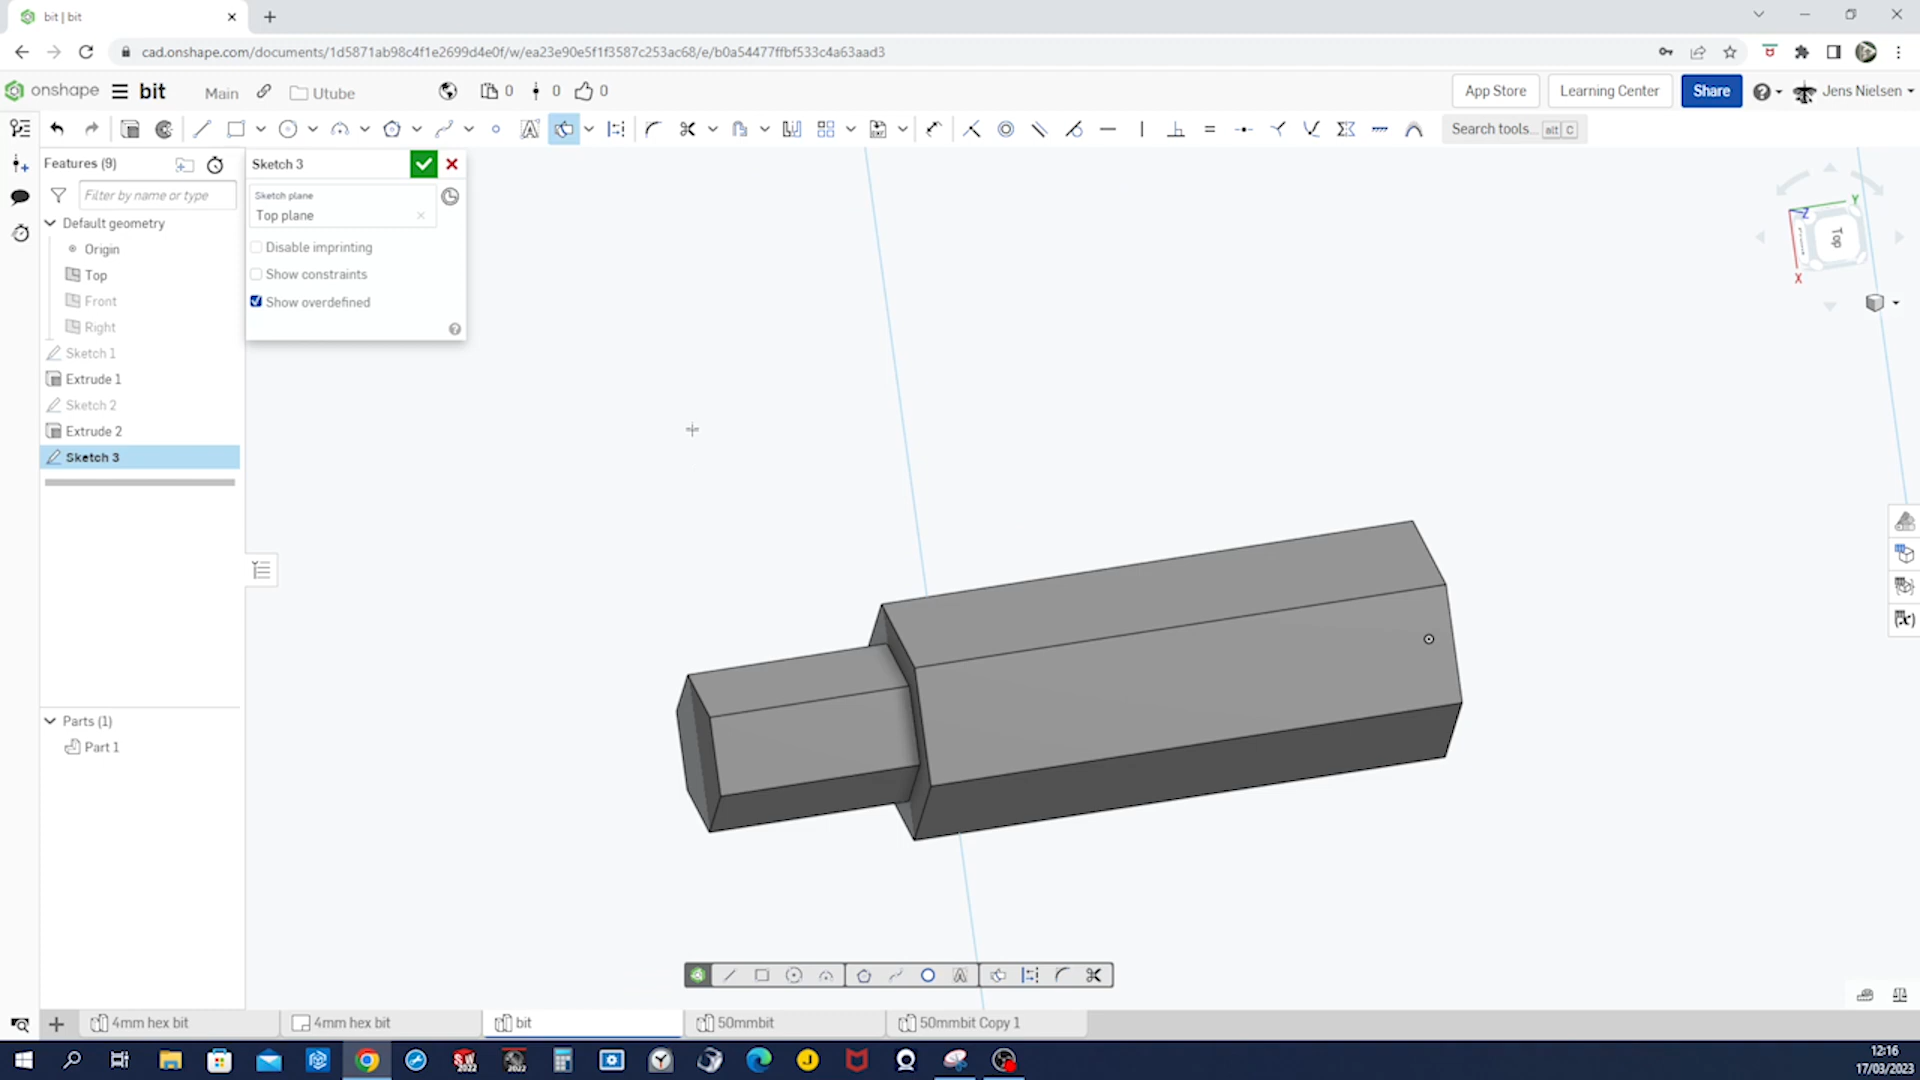 bit | bit
cad.onshape.com/documents/1d5871ab98c4f1e2699d4e0f/w/ea23e90e5f1f3587c253ac68/e/b0a54477ffbf533c4a63aad3
onshape bit Main Utube 0 0 0 App Store Learning Center Share Jens Nielsen
Search tools... alt C
Features (9)
Filter by name or type
Default geometry
Origin
Top
Front
Right
Sketch 1
Extrude 1
Sketch 2
Extrude 2
Sketch 3
Sketch 3
Sketch plane
Top plane
Disable imprinting
Show constraints
Show overdefined
Z Y
Top
X
Parts (1)
Part 1
4mm hex bit 4mm hex bit bit 50mmbit 50mmbit Copy 1
12:16
17/03/2023